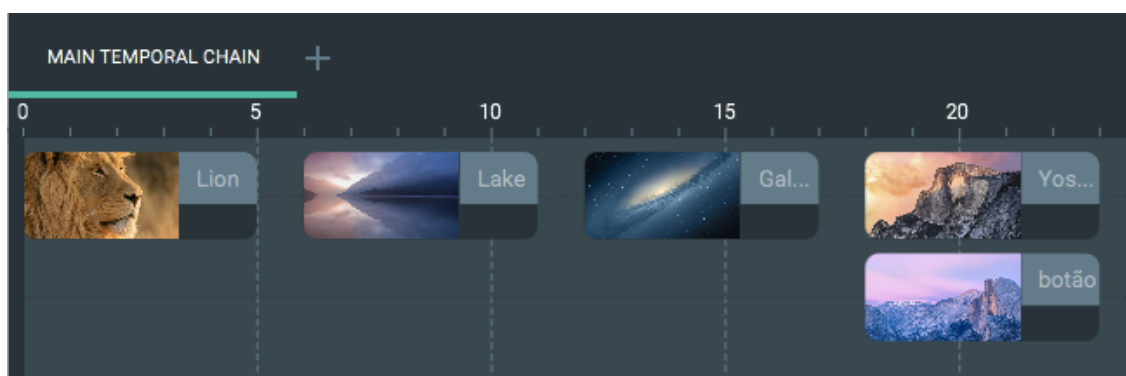 MAIN TEMPORAL CHAIN +
0 5 10 15 20
Lion Lake Gal... Yos...
botão